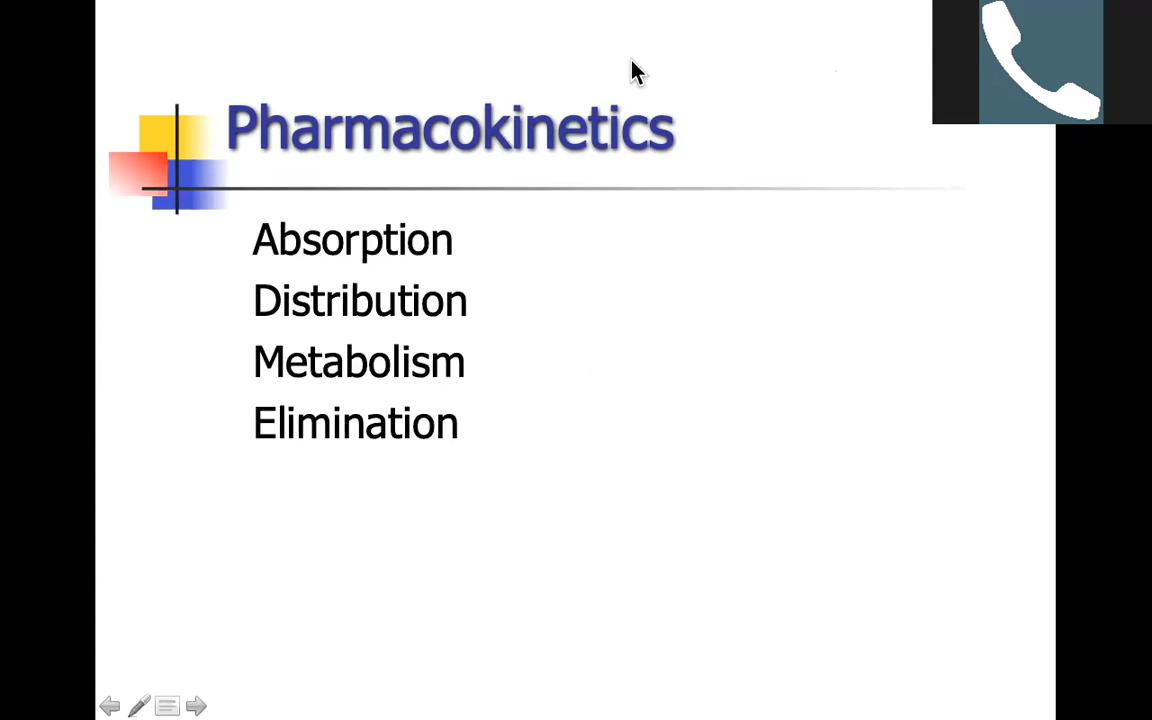 Pharmacokinetics
Absorption
Distribution
Metabolism
Elimination